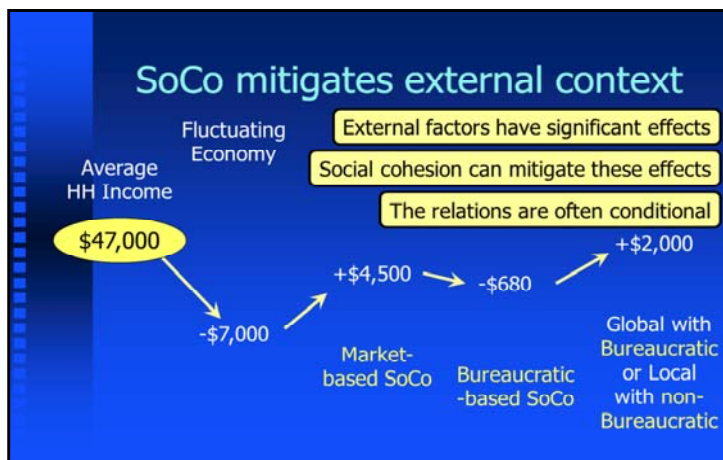 SoCo mitigates external context
Fluctuating
Economy
External factors have significant effects
Social cohesion can mitigate these effects
The relations are often conditional
Average
HH Income
$47,000
-$7,000
+$4,500
-$680
+$2,000
Market-
based SoCo
Bureaucratic
-based SoCo
Global with
Bureaucratic
or Local
with non-
Bureaucratic